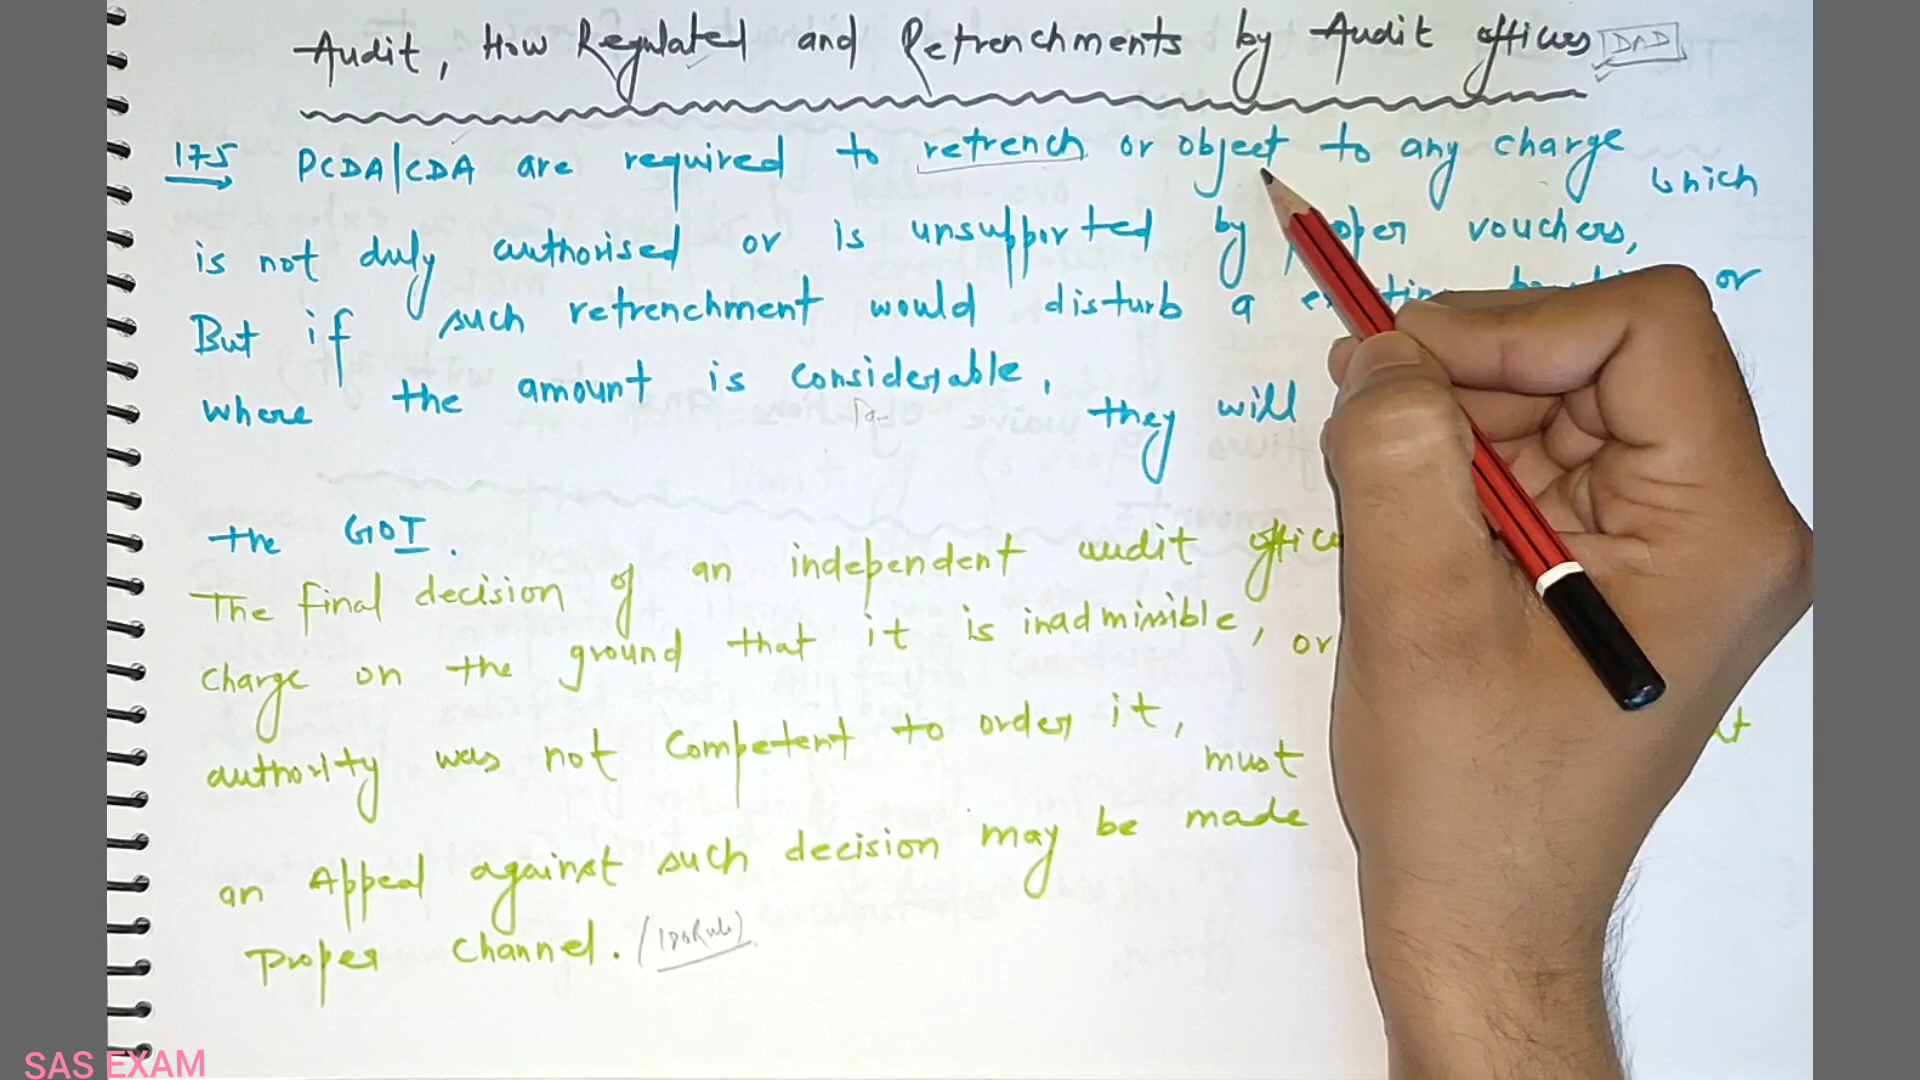 Audit, How Regulated and Retrenchments by Audit offices DAD
175 PCDA/CDA are required to retrench or object to any charge which
is not duly authorised or is unsupported by proper vouchers,
But if such retrenchment would disturb a or
where the amount is considerable, they will
the GOI.
The final decision of an independent audit
charge on the ground that it is inadmissible, or
authority was not competent to order it, must
an Appeal against such decision may be made
proper channel.
SAS EXAM